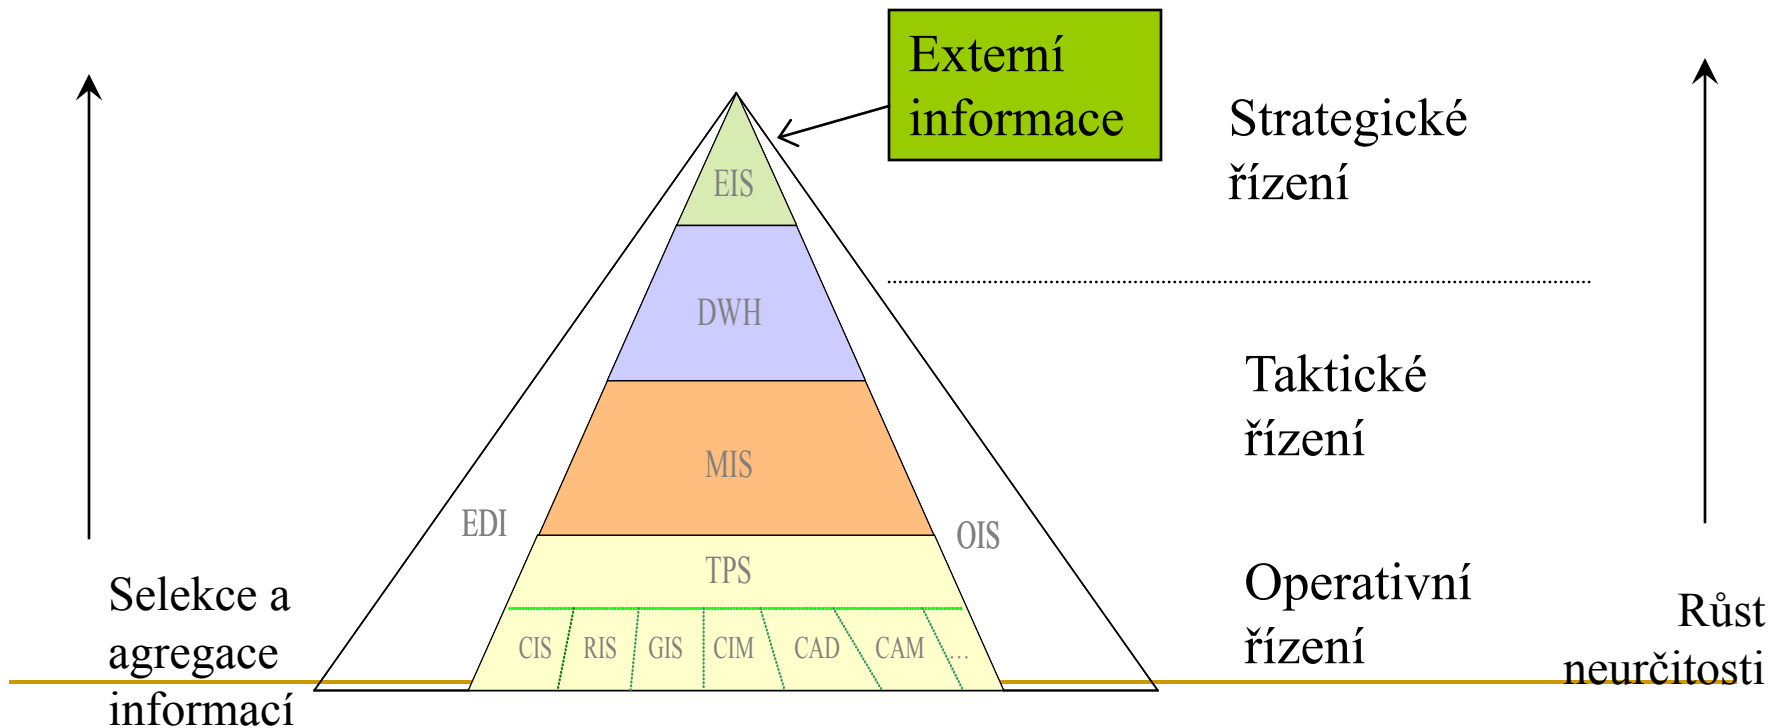 Externí
informace
Strategické
řízení
EIS
DWH
Taktické
řízení
MIS
EDI
OIS
TPS
Operativní
řízení
CIS RIS GIS CIM CAD CAM ...
Selekce a
agregace
informací
Růst
neurčitosti